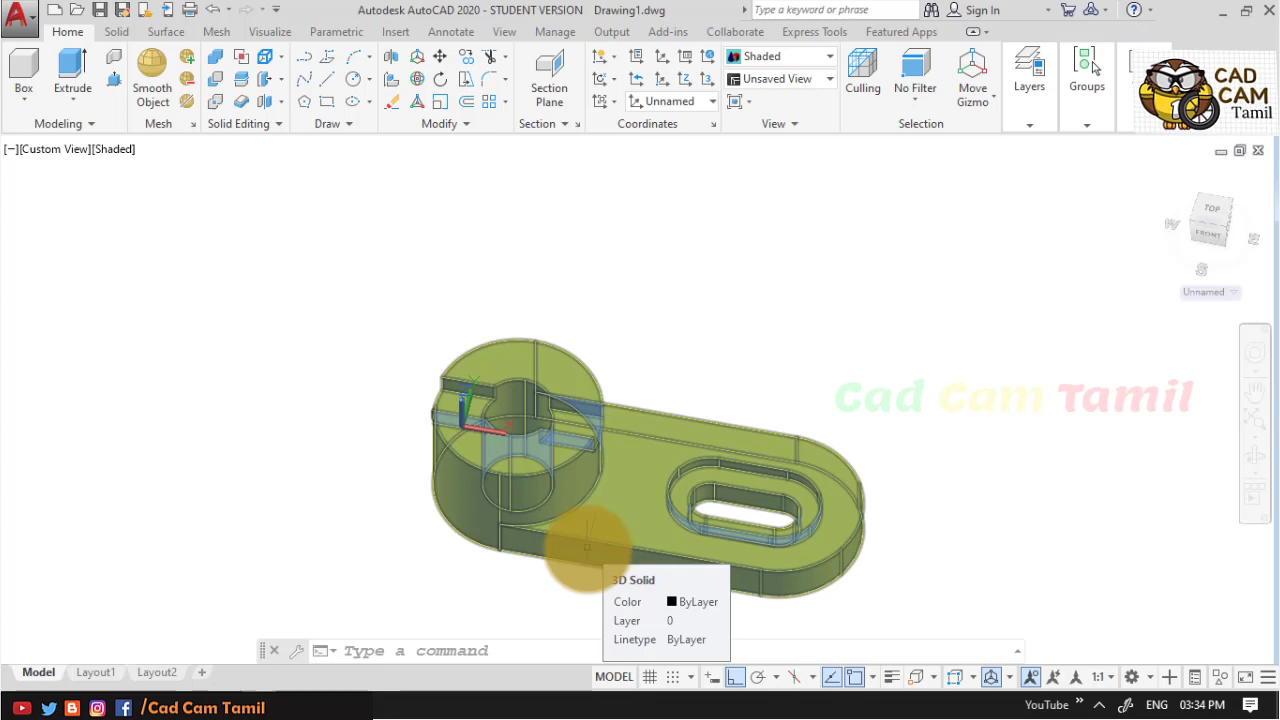 Autodesk AutoCAD 2020 - STUDENT VERSION Drawing1.dwg
Type a keyword or phrase
Sign In
Home Solid Surface Mesh Visualize Parametric Insert Annotate View Manage Output Add-ins Collaborate Express Tools Featured Apps
Box
Extrude
Smooth
Object
Section
Plane
Shaded
Unsaved View
Unnamed
Culling
No Filter
Move
Gizmo
Layers
Groups
CAD
CAM
Tamil
Modeling Mesh Solid Editing Draw Modify Section Coordinates View Selection
[−][Custom View][Shaded]
TOP
FRONT
W
E
S
Unnamed
Cad Cam Tamil
3D Solid
Color ByLayer
Layer 0
Linetype ByLayer
Type a command
Model Layout1 Layout2 +
MODEL
1:1
/Cad Cam Tamil
YouTube
ENG
03:34 PM